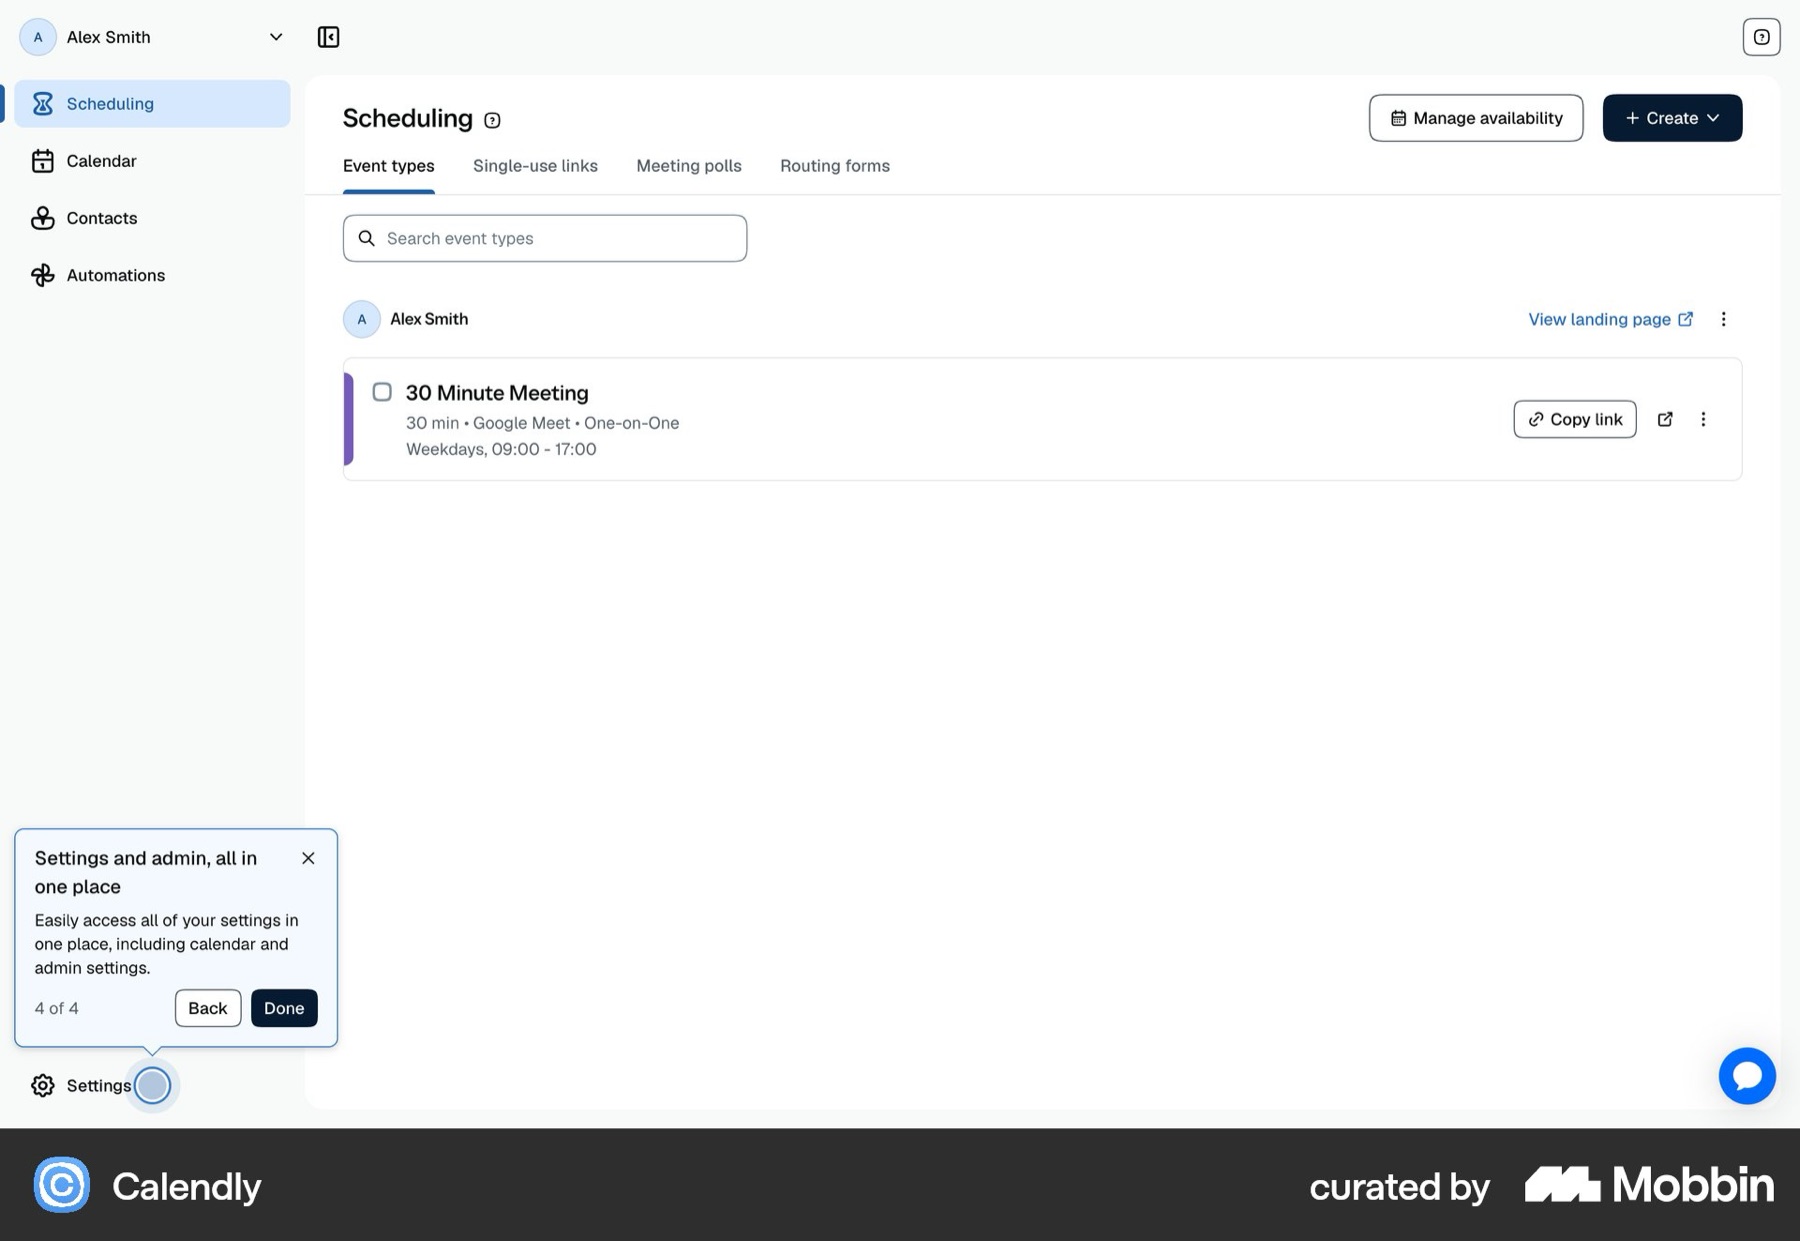 A Alex Smith
Scheduling
Calendar
Contacts
Automations
Scheduling
Manage availability
+ Create
Event types
Single-use links
Meeting polls
Routing forms
Search event types
A Alex Smith
View landing page
30 Minute Meeting
30 min • Google Meet • One-on-One
Weekdays, 09:00 - 17:00
Copy link
Settings and admin, all in
one place
Easily access all of your settings in
one place, including calendar and
admin settings.
4 of 4
Back
Done
Settings
Calendly
curated by
Mobbin